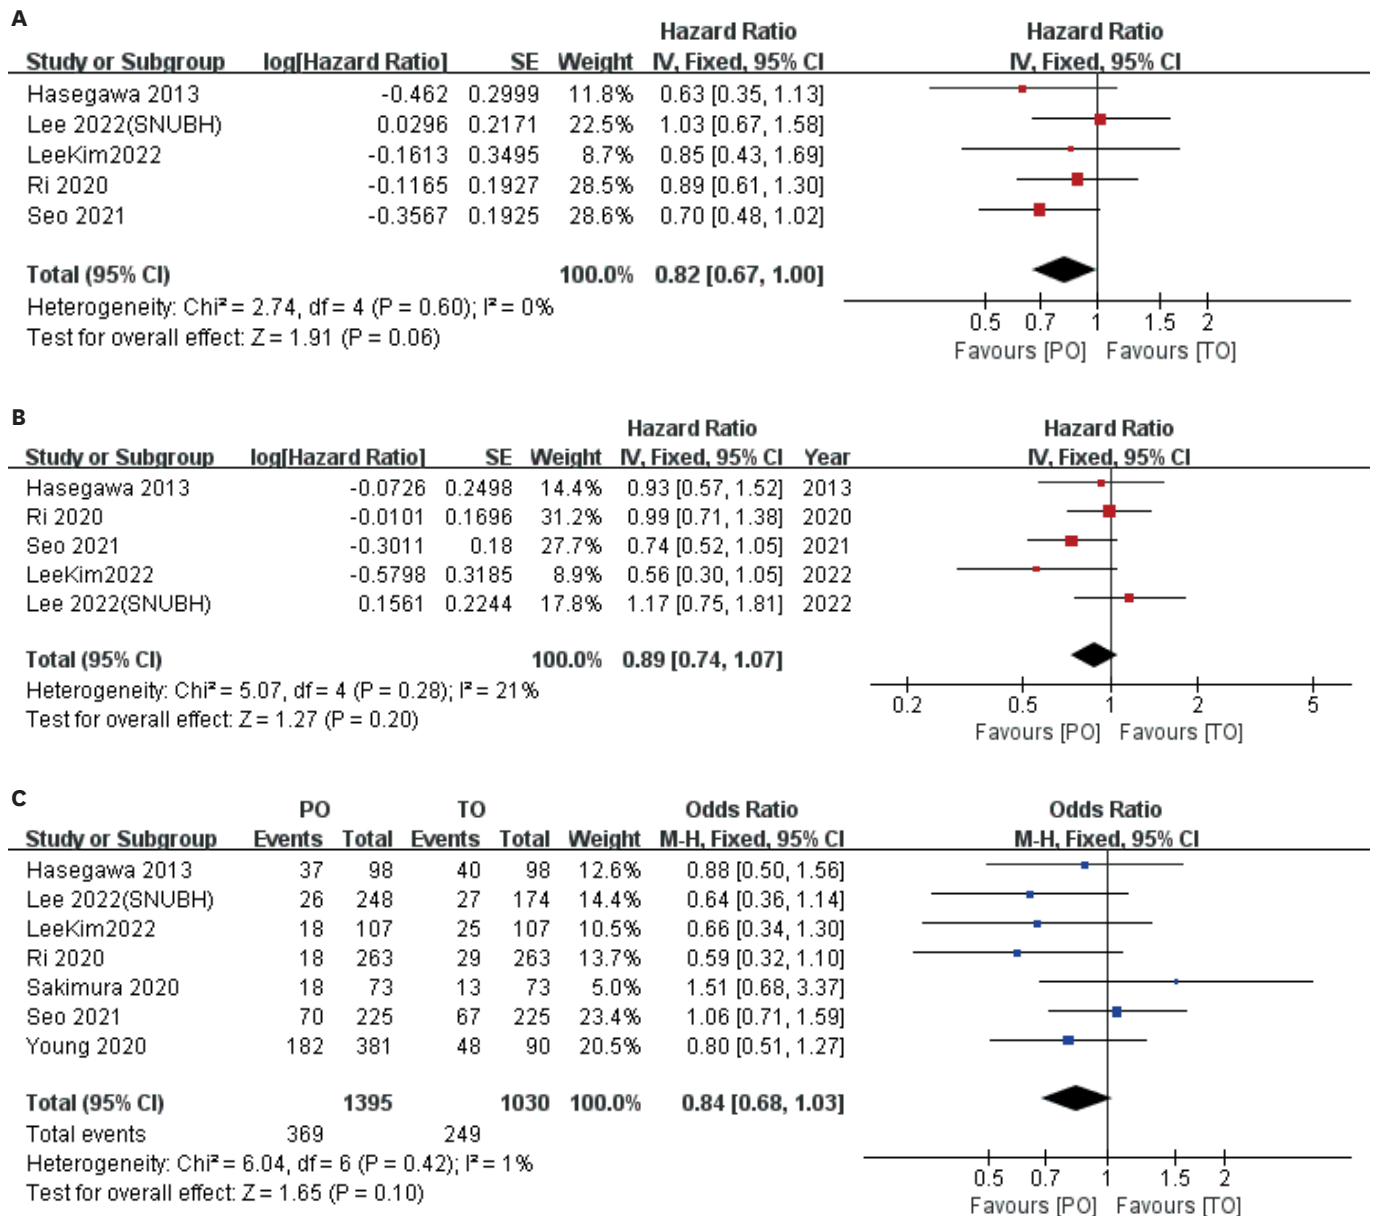 A
Hazard Ratio Hazard Ratio
Study or Subgroup log[Hazard Ratio] SE Weight IV, Fixed, 95% CI IV, Fixed, 95% CI
Hasegawa 2013 -0.462 0.2999 11.8% 0.63 [0.35, 1.13]
Lee 2022(SNUBH) 0.0296 0.2171 22.5% 1.03 [0.67, 1.58]
LeeKim2022 -0.1613 0.3495 8.7% 0.85 [0.43, 1.69]
Ri 2020 -0.1165 0.1927 28.5% 0.89 [0.61, 1.30]
Seo 2021 -0.3567 0.1925 28.6% 0.70 [0.48, 1.02]
Total (95% CI) 100.0% 0.82 [0.67, 1.00]
Heterogeneity: Chi² = 2.74, df = 4 (P = 0.60); I² = 0%
Test for overall effect: Z = 1.91 (P = 0.06)
0.5 0.7 1 1.5 2
Favours [PO] Favours [TO]
B
Hazard Ratio Hazard Ratio
Study or Subgroup log[Hazard Ratio] SE Weight IV, Fixed, 95% CI Year IV, Fixed, 95% CI
Hasegawa 2013 -0.0726 0.2498 14.4% 0.93 [0.57, 1.52] 2013
Ri 2020 -0.0101 0.1696 31.2% 0.99 [0.71, 1.38] 2020
Seo 2021 -0.3011 0.18 27.7% 0.74 [0.52, 1.05] 2021
LeeKim2022 -0.5798 0.3185 8.9% 0.56 [0.30, 1.05] 2022
Lee 2022(SNUBH) 0.1561 0.2244 17.8% 1.17 [0.75, 1.81] 2022
Total (95% CI) 100.0% 0.89 [0.74, 1.07]
Heterogeneity: Chi² = 5.07, df = 4 (P = 0.28); I² = 21%
Test for overall effect: Z = 1.27 (P = 0.20)
0.2 0.5 1 2 5
Favours [PO] Favours [TO]
C
PO TO Odds Ratio Odds Ratio
Study or Subgroup Events Total Events Total Weight M-H, Fixed, 95% CI M-H, Fixed, 95% CI
Hasegawa 2013 37 98 40 98 12.6% 0.88 [0.50, 1.56]
Lee 2022(SNUBH) 26 248 27 174 14.4% 0.64 [0.36, 1.14]
LeeKim2022 18 107 25 107 10.5% 0.66 [0.34, 1.30]
Ri 2020 18 263 29 263 13.7% 0.59 [0.32, 1.10]
Sakimura 2020 18 73 13 73 5.0% 1.51 [0.68, 3.37]
Seo 2021 70 225 67 225 23.4% 1.06 [0.71, 1.59]
Young 2020 182 381 48 90 20.5% 0.80 [0.51, 1.27]
Total (95% CI) 1395 1030 100.0% 0.84 [0.68, 1.03]
Total events 369 249
Heterogeneity: Chi² = 6.04, df = 6 (P = 0.42); I² = 1%
Test for overall effect: Z = 1.65 (P = 0.10)
0.5 0.7 1 1.5 2
Favours [PO] Favours [TO]